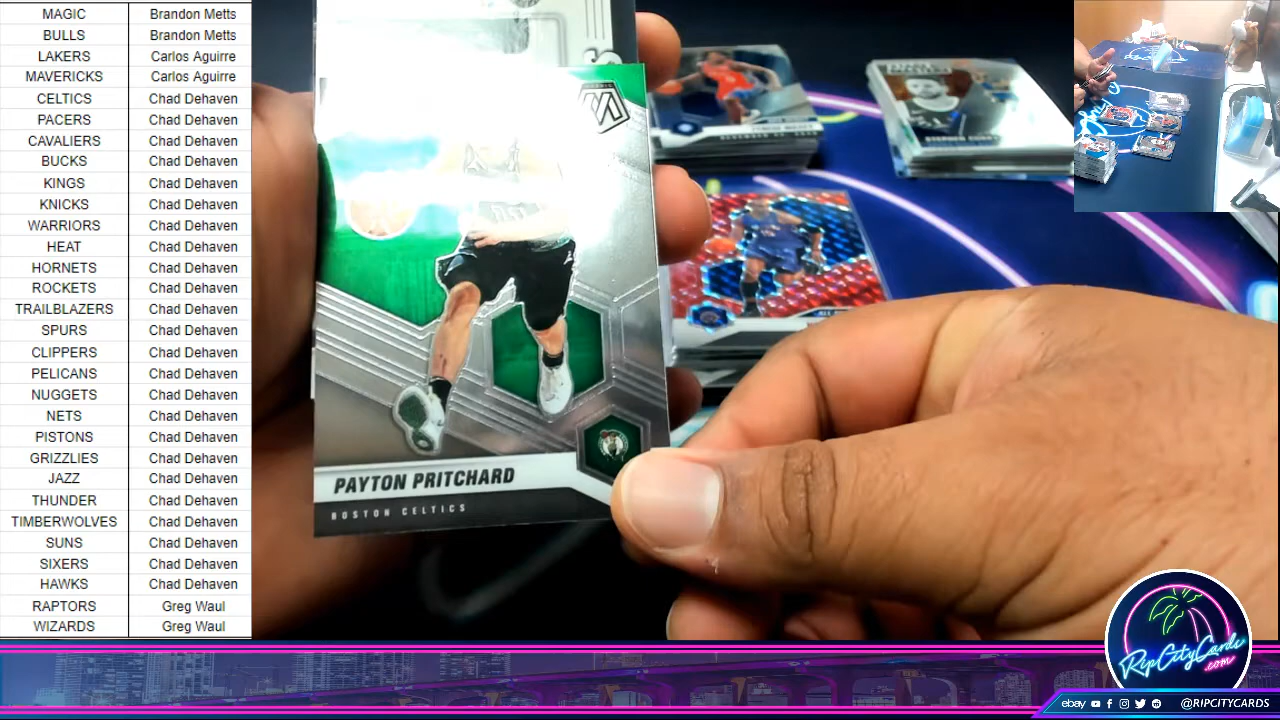 MAGIC Brandon Metts
BULLS Brandon Metts
LAKERS Carlos Aguirre
MAVERICKS Carlos Aguirre
CELTICS Chad Dehaven
PACERS Chad Dehaven
CAVALIERS Chad Dehaven
BUCKS Chad Dehaven
KINGS Chad Dehaven
KNICKS Chad Dehaven
WARRIORS Chad Dehaven
HEAT Chad Dehaven
HORNETS Chad Dehaven
ROCKETS Chad Dehaven
TRAILBLAZERS Chad Dehaven
SPURS Chad Dehaven
CLIPPERS Chad Dehaven
PELICANS Chad Dehaven
NUGGETS Chad Dehaven
NETS Chad Dehaven
PISTONS Chad Dehaven
GRIZZLIES Chad Dehaven
JAZZ Chad Dehaven
THUNDER Chad Dehaven
TIMBERWOLVES Chad Dehaven
SUNS Chad Dehaven
SIXERS Chad Dehaven
HAWKS Chad Dehaven
RAPTORS Greg Waul
WIZARDS Greg Waul
PAYTON PRITCHARD
BOSTON CELTICS
RipCityCards
.com
ebay @RIPCITYCARDS